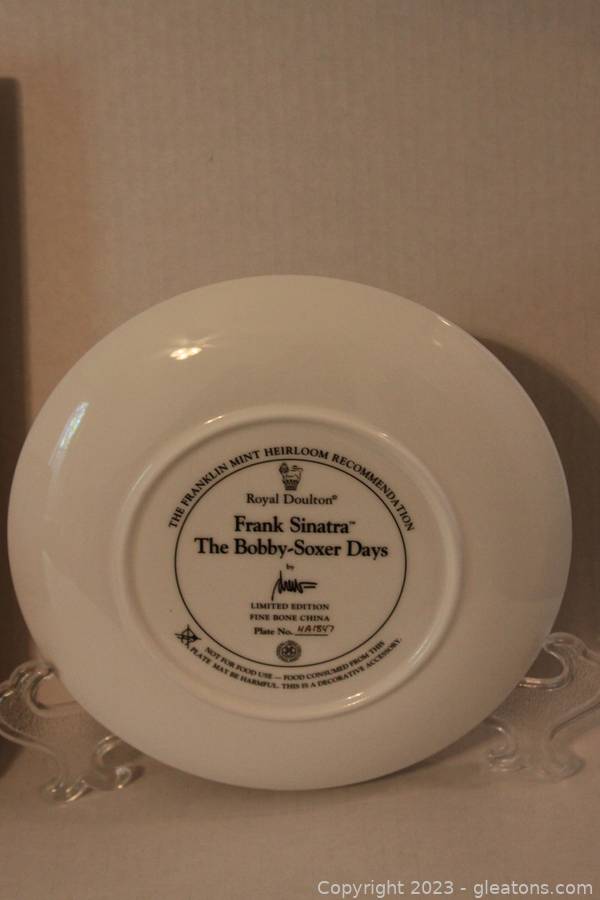 THE FRANKLIN MINT HEIRLOOM RECOMMENDATION
Royal Doulton®
Frank Sinatra™
The Bobby-Soxer Days
by
LIMITED EDITION
FINE BONE CHINA
Plate No. HA1847
NOT FOR FOOD USE — FOOD CONSUMED FROM THIS
PLATE MAY BE HARMFUL. THIS IS A DECORATIVE ACCESSORY.
Copyright 2023 - gleatons.com